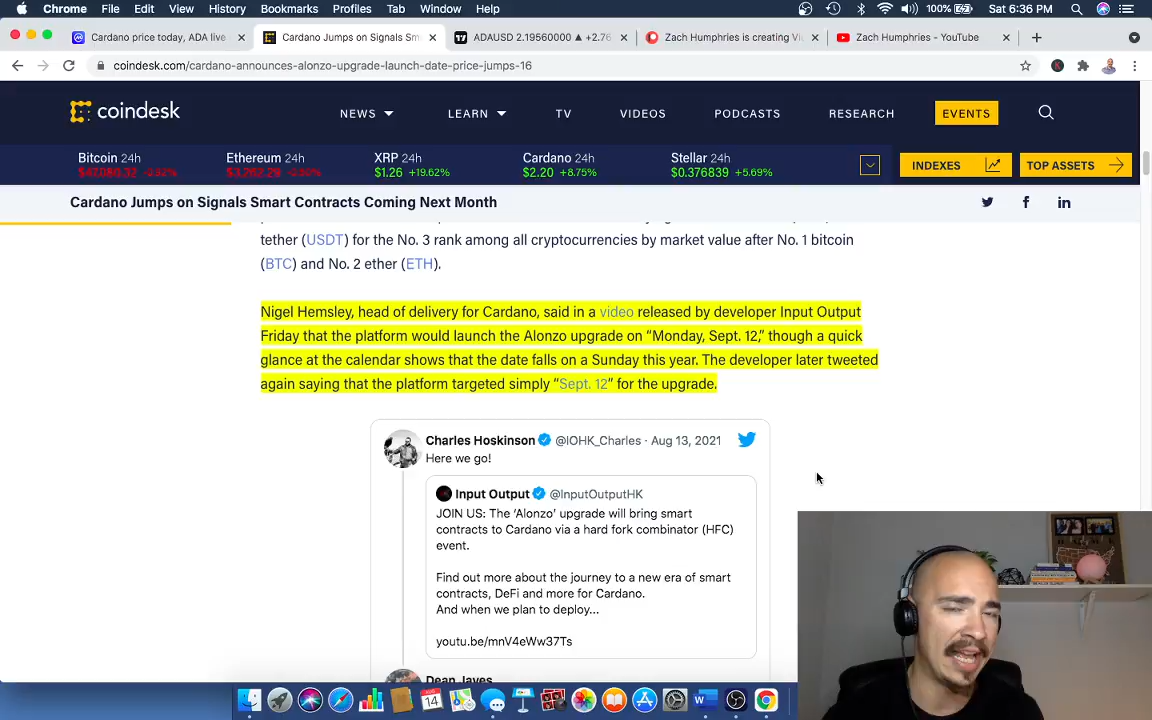 Chrome File Edit View History Bookmarks Profiles Tab Window Help 100% Sat 6:36 PM
Cardano price today, ADA live Cardano Jumps on Signals Sm ADAUSD 2.19560000 ▲ +2.76 Zach Humphries is creating Vi Zach Humphries - YouTube
coindesk.com/cardano-announces-alonzo-upgrade-launch-date-price-jumps-16
coindesk NEWS LEARN TV VIDEOS PODCASTS RESEARCH EVENTS
Bitcoin 24h Ethereum 24h XRP 24h Cardano 24h Stellar 24h
$1.26 +19.62% $2.20 +8.75% $0.376839 +5.69%
INDEXES TOP ASSETS
Cardano Jumps on Signals Smart Contracts Coming Next Month
tether (USDT) for the No. 3 rank among all cryptocurrencies by market value after No. 1 bitcoin
(BTC) and No. 2 ether (ETH).
Nigel Hemsley, head of delivery for Cardano, said in a video released by developer Input Output
Friday that the platform would launch the Alonzo upgrade on “Monday, Sept. 12,” though a quick
glance at the calendar shows that the date falls on a Sunday this year. The developer later tweeted
again saying that the platform targeted simply “Sept. 12” for the upgrade.
Charles Hoskinson @IOHK_Charles · Aug 13, 2021
Here we go!
Input Output @InputOutputHK
JOIN US: The ‘Alonzo’ upgrade will bring smart
contracts to Cardano via a hard fork combinator (HFC)
event.
Find out more about the journey to a new era of smart
contracts, DeFi and more for Cardano.
And when we plan to deploy...
youtu.be/mnV4eWw37Ts
Dean Jayes